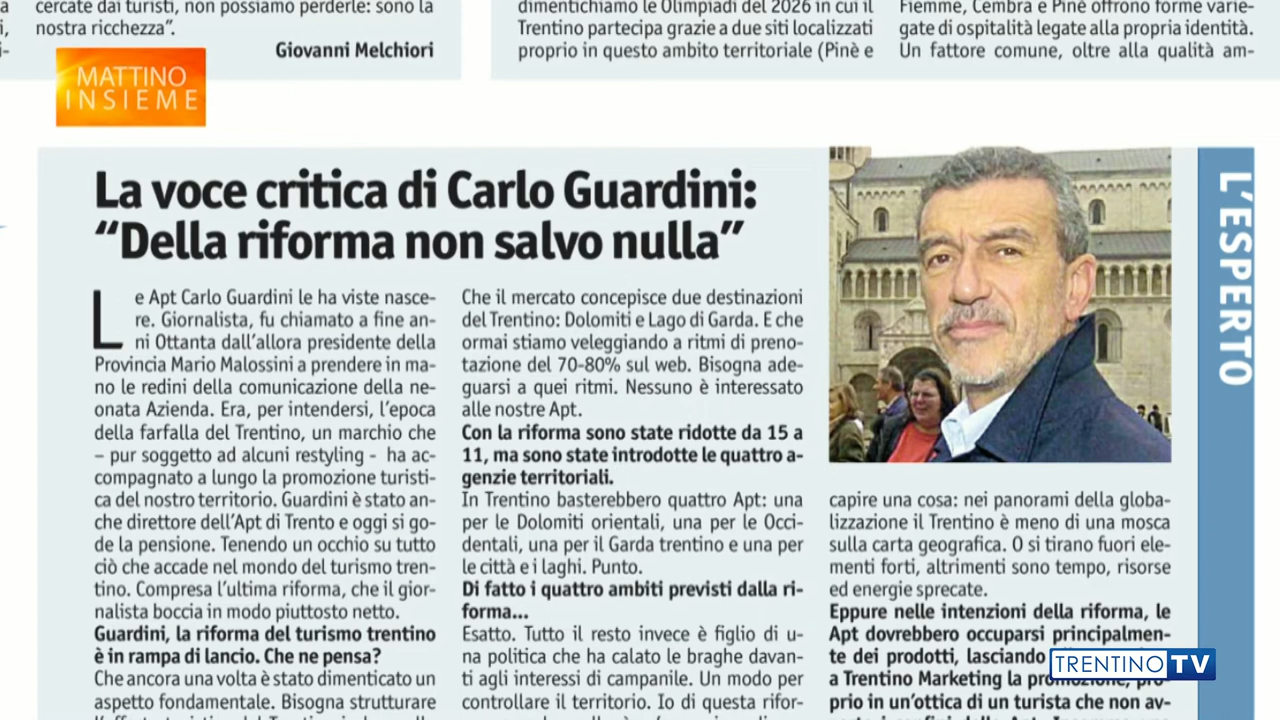 cercate dai turisti, non possiamo perderle: sono la
nostra ricchezza”.
Giovanni Melchiori
dimentichiamo le Olimpiadi del 2026 in cui il
Trentino partecipa grazie a due siti localizzati
proprio in questo ambito territoriale (Pinè e
Fiemme, Cembra e Pinè offrono forme varie-
gate di ospitalità legate alla propria identità.
Un fattore comune, oltre alla qualità am-
MATTINO
INSIEME
La voce critica di Carlo Guardini:
“Della riforma non salvo nulla”
Le Apt Carlo Guardini le ha viste nasce-
re. Giornalista, fu chiamato a fine an-
ni Ottanta dall’allora presidente della
Provincia Mario Malossini a prendere in ma-
no le redini della comunicazione della ne-
onata Azienda. Era, per intendersi, l’epoca
della farfalla del Trentino, un marchio che
– pur soggetto ad alcuni restyling - ha ac-
compagnato a lungo la promozione turisti-
ca del nostro territorio. Guardini è stato an-
che direttore dell’Apt di Trento e oggi si go-
de la pensione. Tenendo un occhio su tutto
ciò che accade nel mondo del turismo tren-
tino. Compresa l’ultima riforma, che il gior-
nalista boccia in modo piuttosto netto.
Guardini, la riforma del turismo trentino
è in rampa di lancio. Che ne pensa?
Che ancora una volta è stato dimenticato un
aspetto fondamentale. Bisogna strutturare
Che il mercato concepisce due destinazioni
del Trentino: Dolomiti e Lago di Garda. E che
ormai stiamo veleggiando a ritmi di preno-
tazione del 70-80% sul web. Bisogna ade-
guarsi a quei ritmi. Nessuno è interessato
alle nostre Apt.
Con la riforma sono state ridotte da 15 a
11, ma sono state introdotte le quattro a-
genzie territoriali.
In Trentino basterebbero quattro Apt: una
per le Dolomiti orientali, una per le Occi-
dentali, una per il Garda trentino e una per
le città e i laghi. Punto.
Di fatto i quattro ambiti previsti dalla ri-
forma...
Esatto. Tutto il resto invece è figlio di u-
na politica che ha calato le braghe davan-
ti agli interessi di campanile. Un modo per
controllare il territorio. Io di questa rifor-
capire una cosa: nei panorami della globa-
lizzazione il Trentino è meno di una mosca
sulla carta geografica. O si tirano fuori ele-
menti forti, altrimenti sono tempo, risorse
ed energie sprecate.
Eppure nelle intenzioni della riforma, le
Apt dovrebbero occuparsi principalmen-
te dei prodotti, lasciando
a Trentino Marketing la promozione, pro-
prio in un’ottica di un turista che non av-
L’ESPERTO
TRENTINO TV